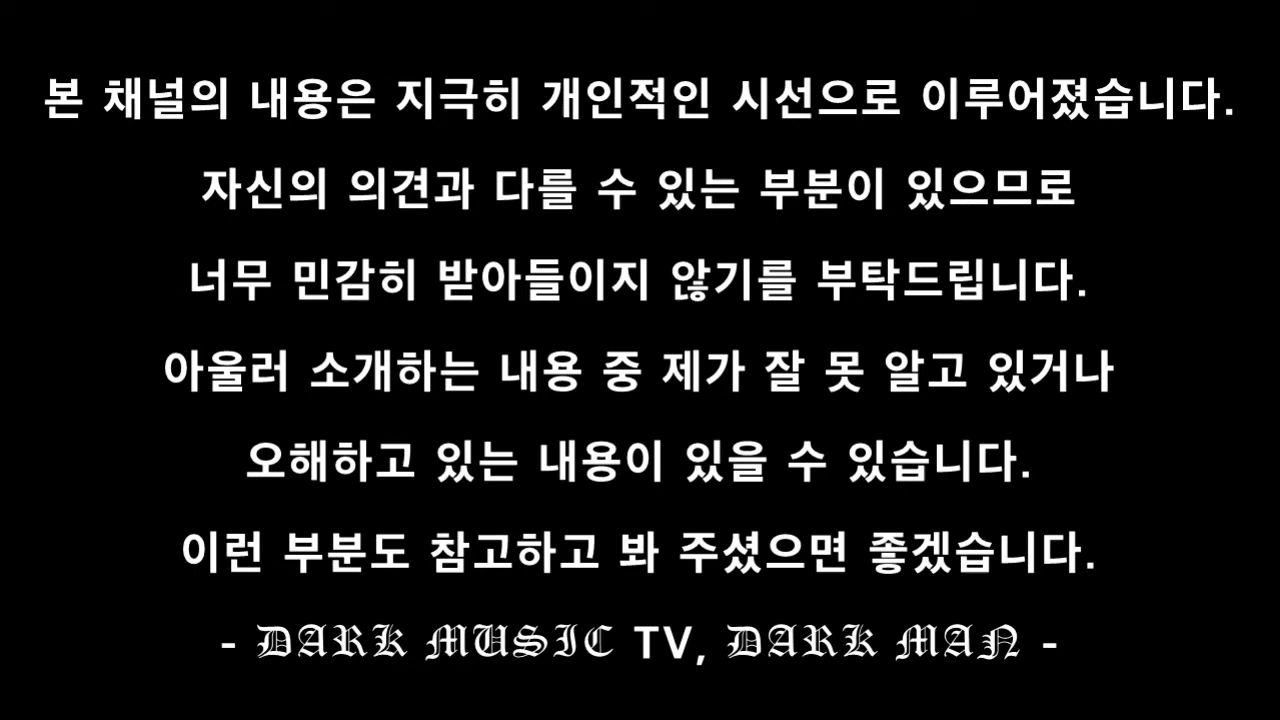 본 채널의 내용은 지극히 개인적인 시선으로 이루어졌습니다.
자신의 의견과 다를 수 있는 부분이 있으므로
너무 민감히 받아들이지 않기를 부탁드립니다.
아울러 소개하는 내용 중 제가 잘 못 알고 있거나
오해하고 있는 내용이 있을 수 있습니다.
이런 부분도 참고하고 봐 주셨으면 좋겠습니다.
- DARK MUSIC TV, DARK MAN -